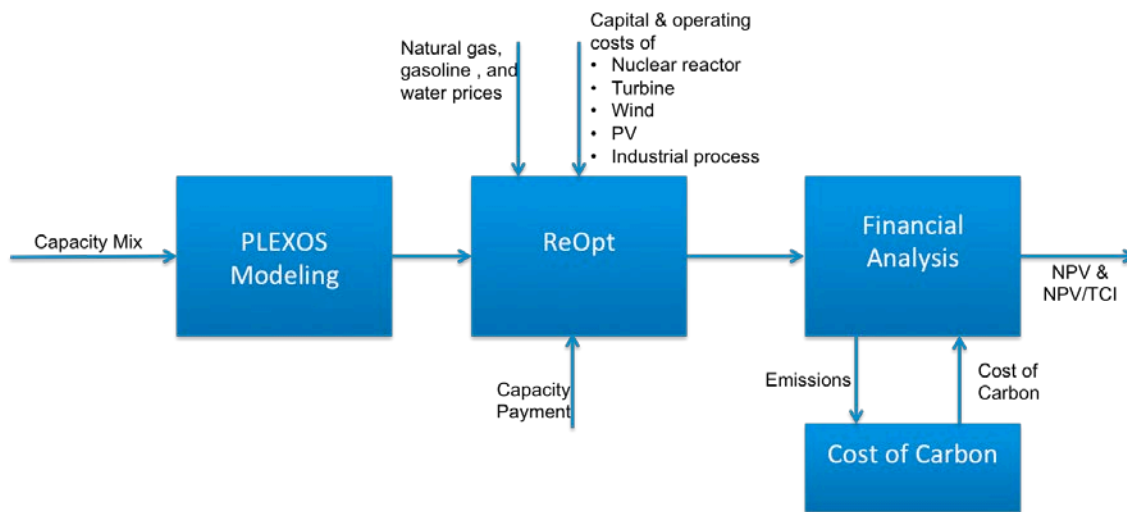 Natural gas,
gasoline , and
water prices
Capital & operating
costs of
• Nuclear reactor
• Turbine
• Wind
• PV
• Industrial process
Capacity Mix
PLEXOS
Modeling
ReOpt
Financial
Analysis
NPV &
NPV/TCI
Capacity
Payment
Emissions
Cost of
Carbon
Cost of Carbon